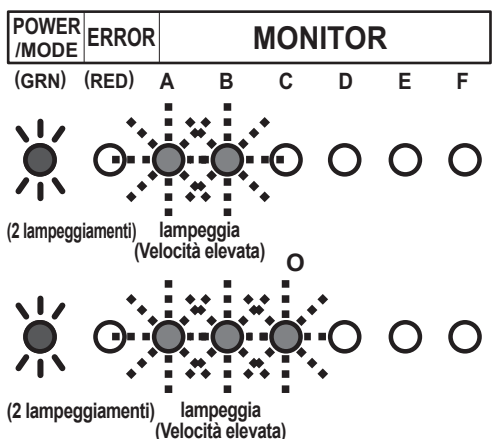 POWER /MODE ERROR MONITOR
(GRN) (RED) A B C D E F
(2 lampeggiamenti) lampeggia
(Velocità elevata)
O
(2 lampeggiamenti) lampeggia
(Velocità elevata)